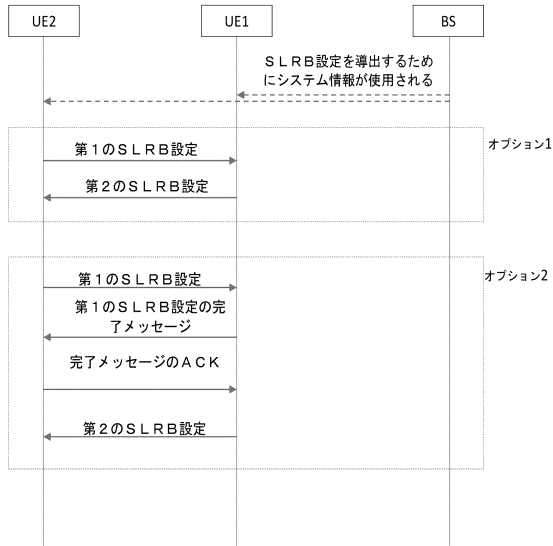 UE2
UE1
BS
ＳＬＲＢ設定を導出するため
にシステム情報が使用される
オプション1
第１のＳＬＲＢ設定
第２のＳＬＲＢ設定
オプション2
第１のＳＬＲＢ設定
第１のＳＬＲＢ設定の完
了メッセージ
完了メッセージのＡＣＫ
第２のＳＬＲＢ設定